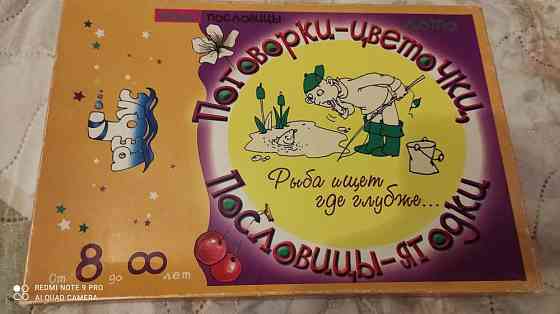 ПОСЛОВИЦЫ
ЛОТО
Поговорки-цветочки,
Рыба ищет
где глубже...
Пословицы-ягодки
От 8 до ∞ лет
REDMI NOTE 9 PRO
AI QUAD CAMERA